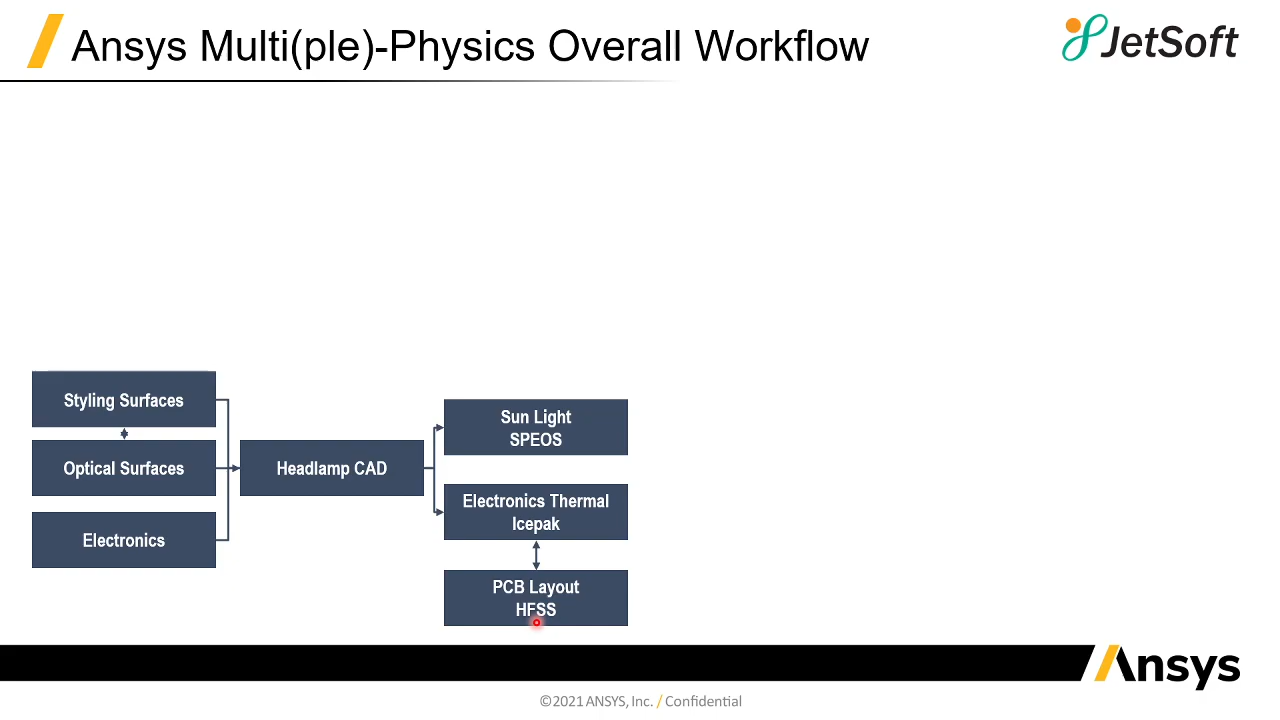 Ansys Multi(ple)-Physics Overall Workflow
JetSoft
Styling Surfaces
Optical Surfaces
Electronics
Headlamp CAD
Sun Light
SPEOS
Electronics Thermal
Icepak
PCB Layout
HFSS
Ansys
©2021 ANSYS, Inc. / Confidential